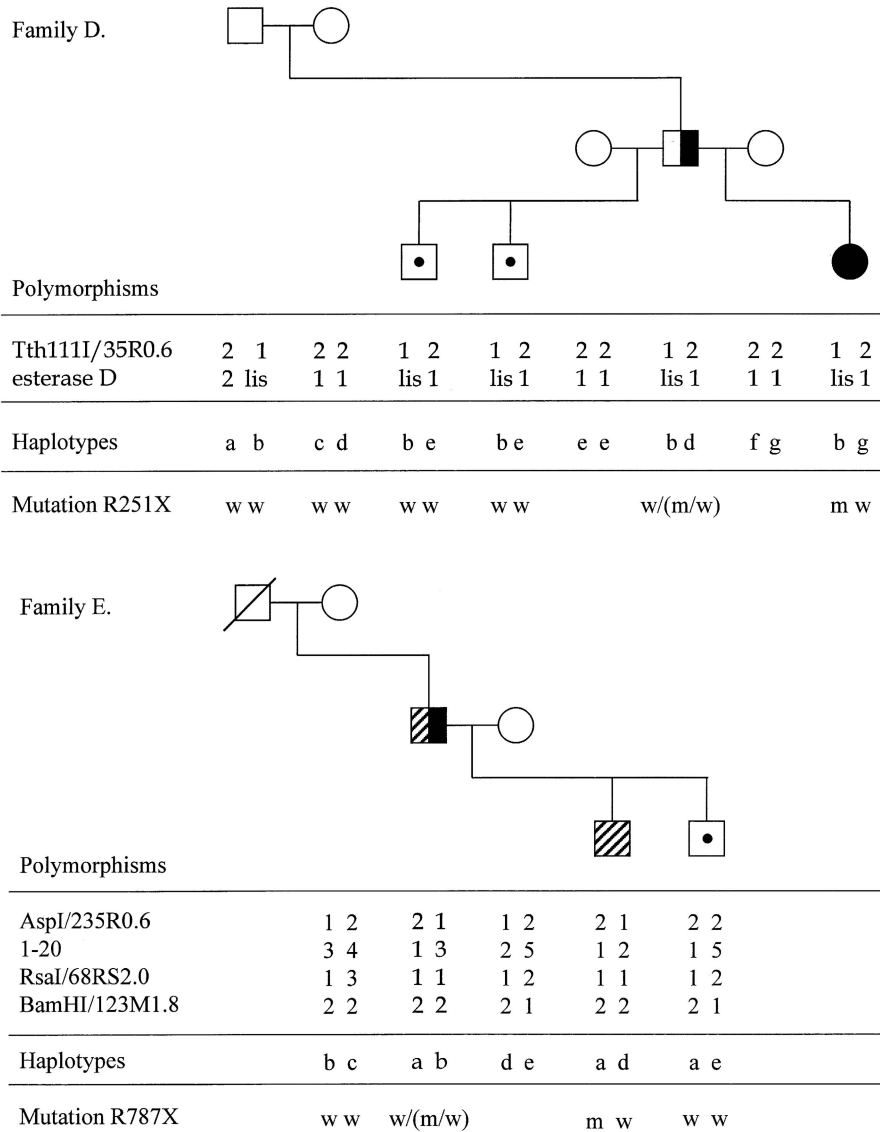 Family D.
Polymorphisms
Tth111I/35R0.6 2 1 2 2 1 2 1 2 2 2 1 2 2 2 1 2
esterase D 2 lis 1 1 lis 1 lis 1 1 1 lis 1 1 1 lis 1
Haplotypes a b c d b e b e e e b d f g b g
Mutation R251X w w w w w w w w w/(m/w) m w
Family E.
Polymorphisms
AspI/235R0.6 1 2 2 1 1 2 2 1 2 2
1-20 3 4 1 3 2 5 1 2 1 5
RsaI/68RS2.0 1 3 1 1 1 2 1 1 1 2
BamHI/123M1.8 2 2 2 2 2 1 2 2 2 1
Haplotypes b c a b d e a d a e
Mutation R787X w w w/(m/w) m w w w